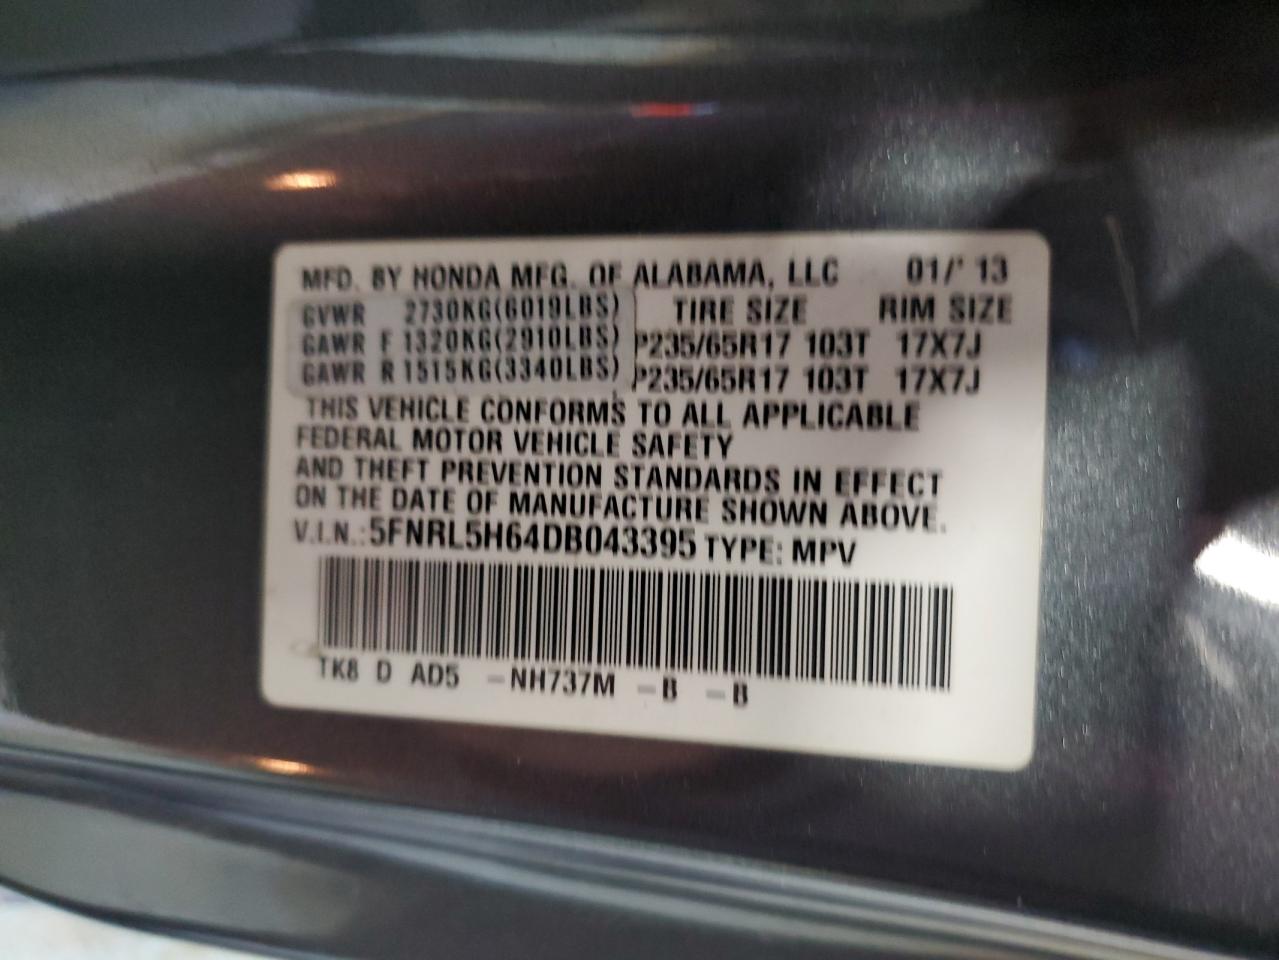 MFD. BY HONDA MFG. OF ALABAMA, LLC 01/' 13
GVWR 2730KG(6019LBS) TIRE SIZE RIM SIZE
GAWR F 1320KG(2910LBS) P235/65R17 103T 17X7J
GAWR R 1515KG(3340LBS) P235/65R17 103T 17X7J
THIS VEHICLE CONFORMS TO ALL APPLICABLE
FEDERAL MOTOR VEHICLE SAFETY
AND THEFT PREVENTION STANDARDS IN EFFECT
ON THE DATE OF MANUFACTURE SHOWN ABOVE.
V.I.N.: 5FNRL5H64DB043395 TYPE: MPV
TK8 D AD5 -NH737M -B -B